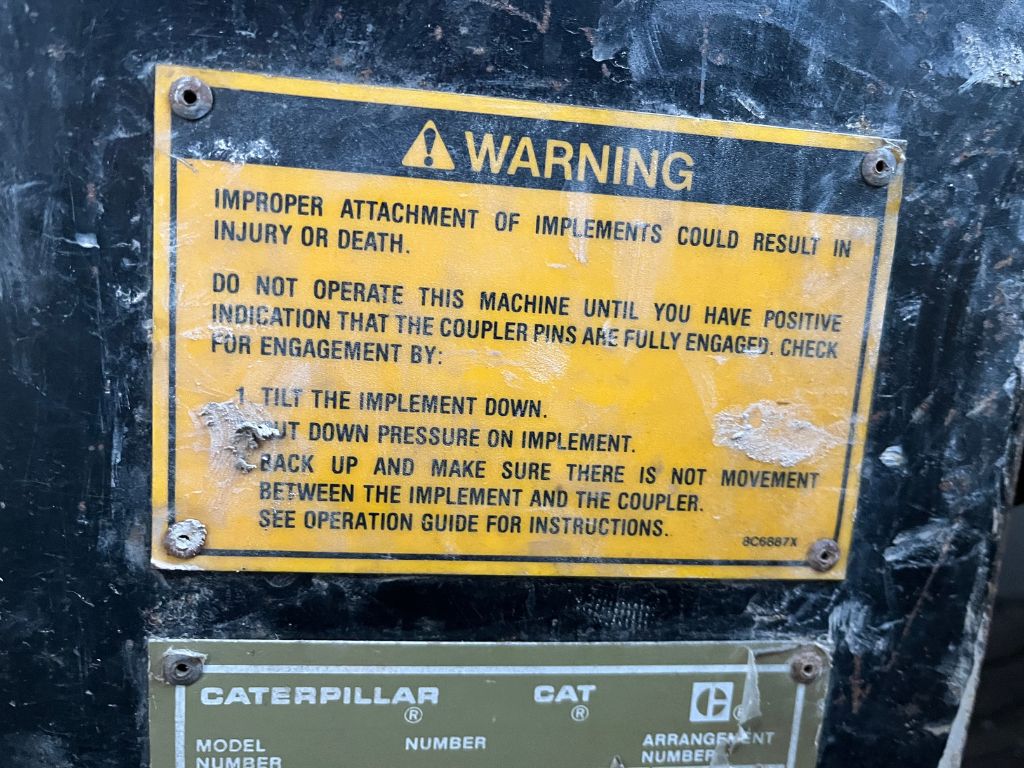 WARNING
IMPROPER ATTACHMENT OF IMPLEMENTS COULD RESULT IN
INJURY OR DEATH.
DO NOT OPERATE THIS MACHINE UNTIL YOU HAVE POSITIVE
INDICATION THAT THE COUPLER PINS ARE FULLY ENGAGED. CHECK
FOR ENGAGEMENT BY:
1. TILT THE IMPLEMENT DOWN.
DOWN PRESSURE ON IMPLEMENT.
BACK UP AND MAKE SURE THERE IS NOT MOVEMENT
BETWEEN THE IMPLEMENT AND THE COUPLER.
SEE OPERATION GUIDE FOR INSTRUCTIONS.
8C6887X
CATERPILLAR ® CAT ® C ®
MODEL NUMBER ARRANGEMENT
NUMBER NUMBER